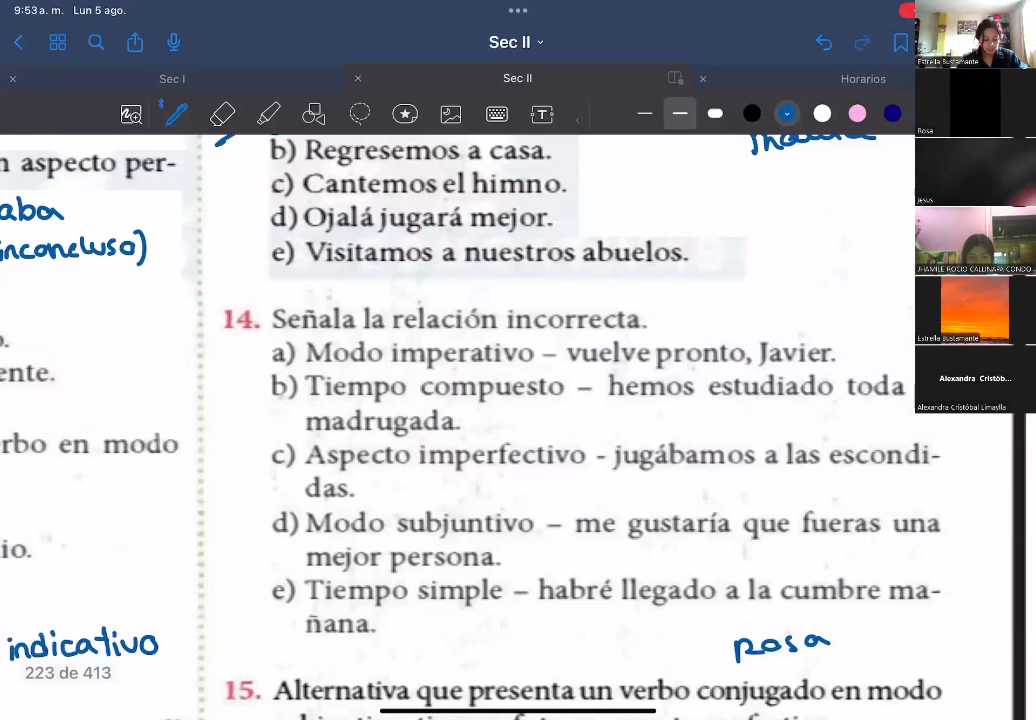 9:53 a. m. Lun 5 ago.
Sec II
Sec I
Sec II
Horarios
n aspecto per-
aba
inconcluso)
ente.
rbo en modo
io.
indicativo
223 de 413
b) Regresemos a casa.
c) Cantemos el himno.
d) Ojalá jugará mejor.
e) Visitamos a nuestros abuelos.
14. Señala la relación incorrecta.
a) Modo imperativo – vuelve pronto, Javier.
b) Tiempo compuesto – hemos estudiado toda
madrugada.
c) Aspecto imperfectivo - jugábamos a las escondi-
das.
d) Modo subjuntivo – me gustaría que fueras una
mejor persona.
e) Tiempo simple – habré llegado a la cumbre ma-
ñana.
rosa
15. Alternativa que presenta un verbo conjugado en modo
Estrella Bustamante
Rosa
Jesus
JHAMILE ROCIO CALLINAPA CONDO
Estrella Bustamante
Alexandra Cristób...
Alexandra Cristóbal Limaylla